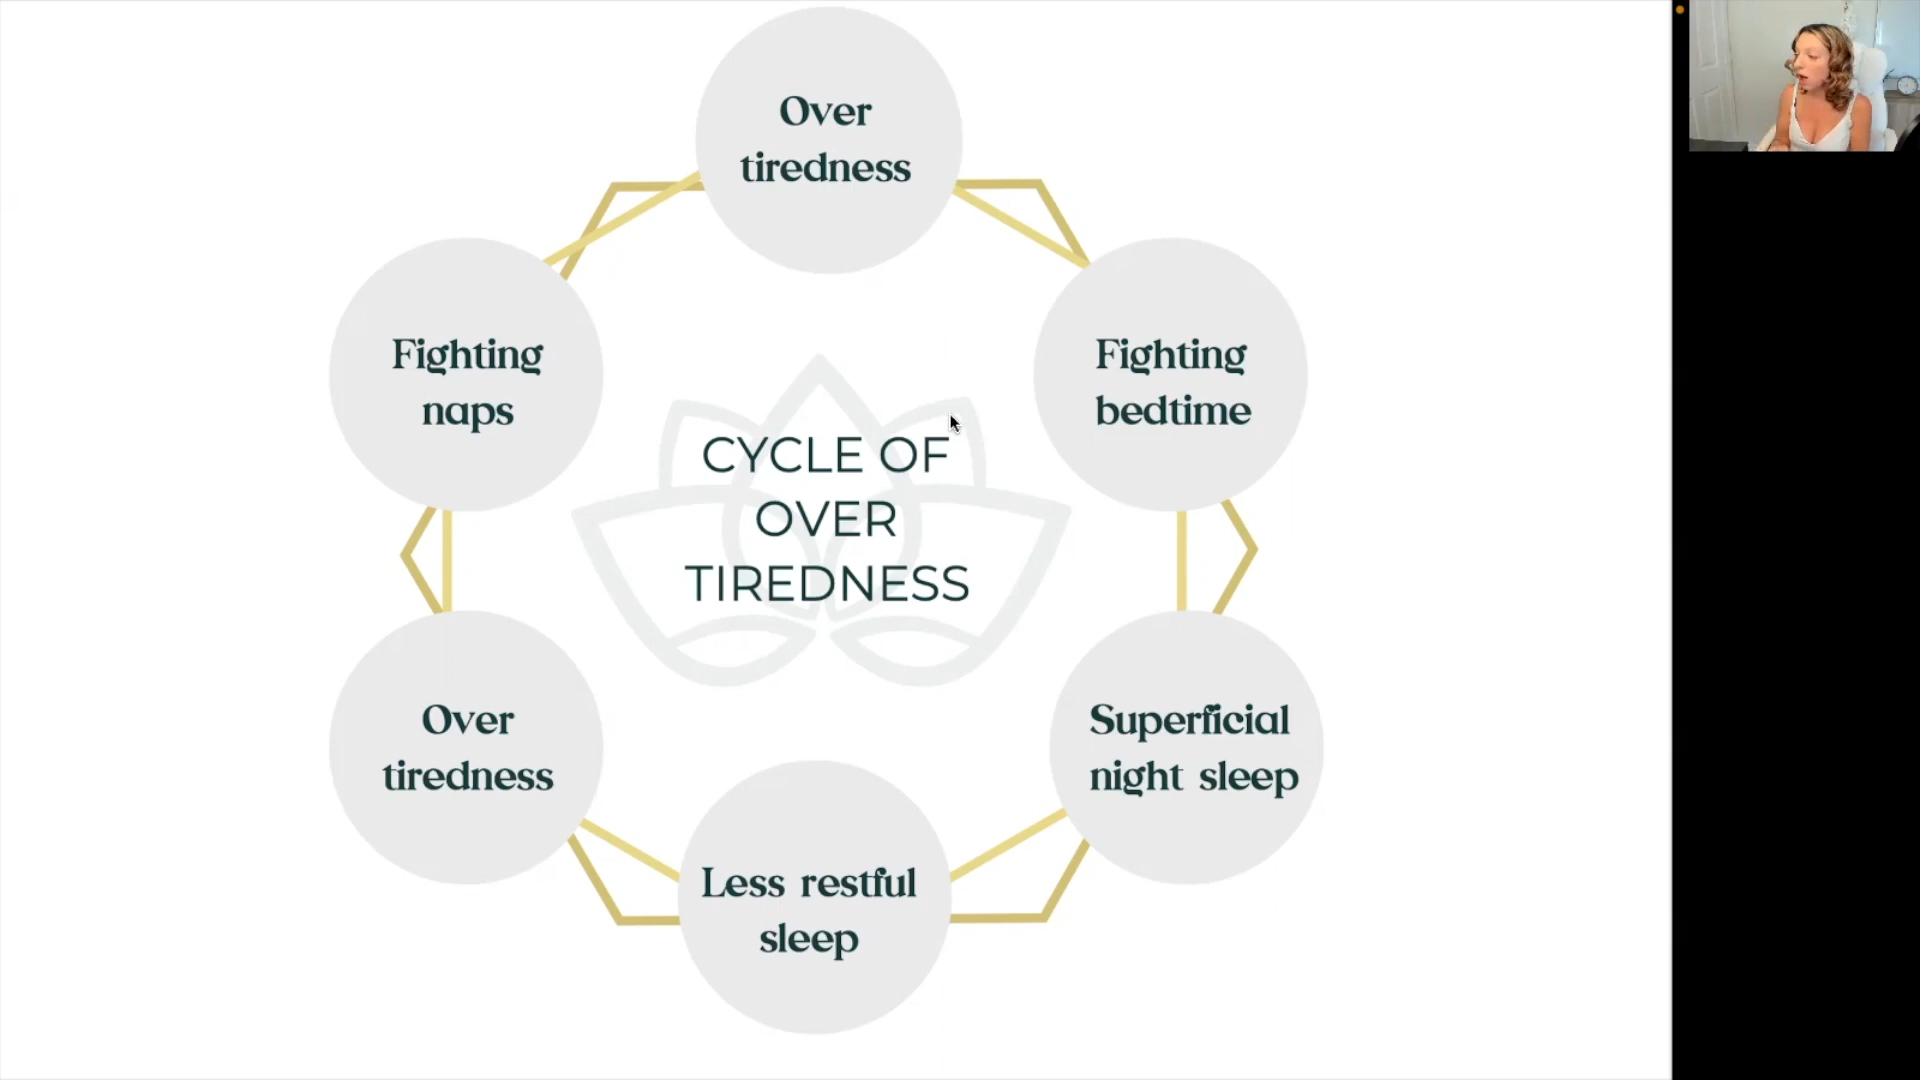 Over
tiredness
Fighting
bedtime
Superficial
night sleep
Less restful
sleep
Over
tiredness
Fighting
naps
CYCLE OF
OVER
TIREDNESS